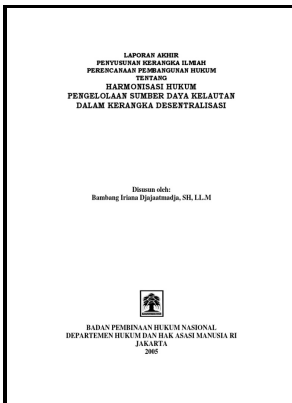 LAPORAN AKHIR
PENYUSUNAN KERANGKA ILMIAH
PERENCANAAN PEMBANGUNAN HUKUM
TENTANG
HARMONISASI HUKUM
PENGELOLAAN SUMBER DAYA KELAUTAN
DALAM KERANGKA DESENTRALISASI
Disusun oleh:
Bambang Iriana Djajaatmadja, SH, LL.M
BADAN PEMBINAAN HUKUM NASIONAL
DEPARTEMEN HUKUM DAN HAK ASASI MANUSIA RI
JAKARTA
2005